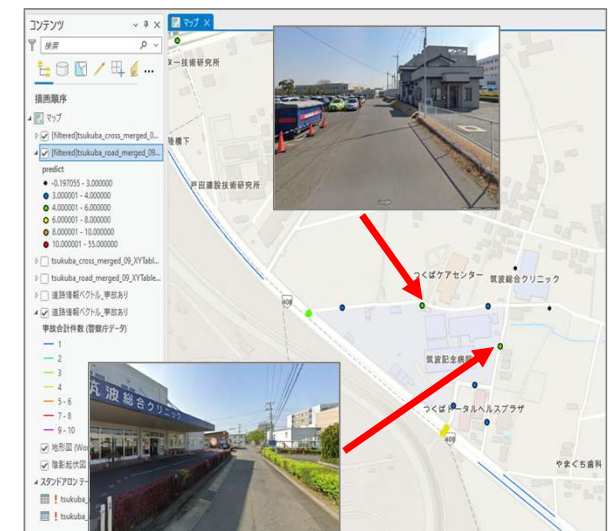 コンテンツ
検索
描画順序
マップ
[filtered]tsukuba_cross_merged_0...
[filtered]tsukuba_road_merged_09...
predict
-0.197055 - 3.000000
3.000001 - 4.000000
4.000001 - 6.000000
6.000001 - 8.000000
8.000001 - 10.000000
10.000001 - 55.000000
tsukuba_cross_merged_09_XYTable...
tsukuba_road_merged_09_XYTable...
道路情報ベクトル_事故あり
道路情報ベクトル_事故あり
事故合計件数 (警察庁データ)
1
2
3
4
5 - 6
7 - 8
9 - 10
地形図 (Wo
陰影起伏図
スタンドアロン テー
! tsukuba_
! tsukuba_
マップ
ター技術研究所
陸橋下
戸田建設技術研究所
Google
408
つくばケアセンター
筑波総合クリニック
筑波記念病院
つくばトータルヘルスプラザ
408
やまぐち歯科
筑波総合クリニック